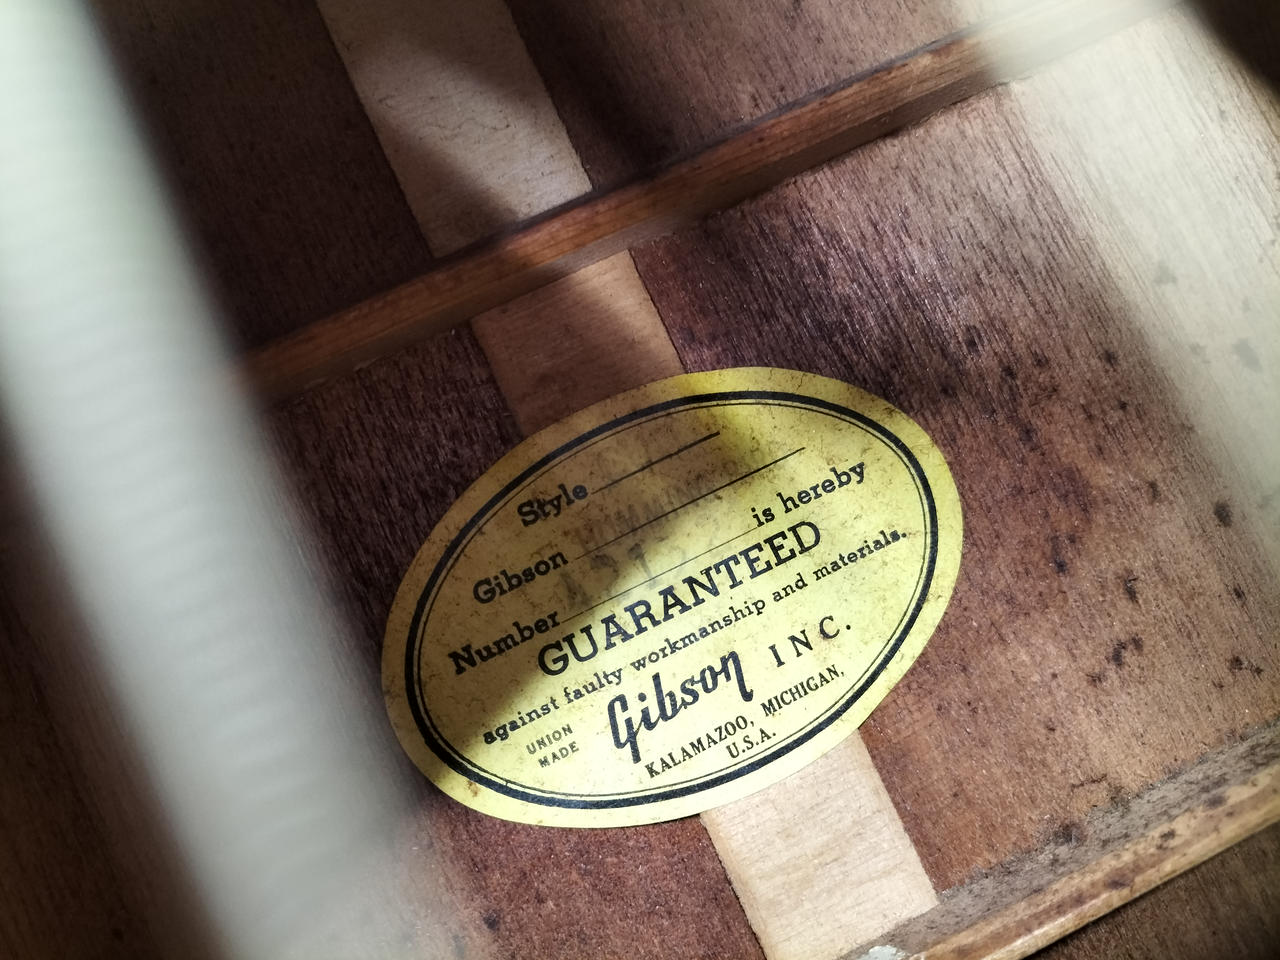 Style
Gibson
Number is hereby
GUARANTEED
against faulty workmanship and materials.
UNION
MADE
Gibson INC.
KALAMAZOO, MICHIGAN,
U.S.A.